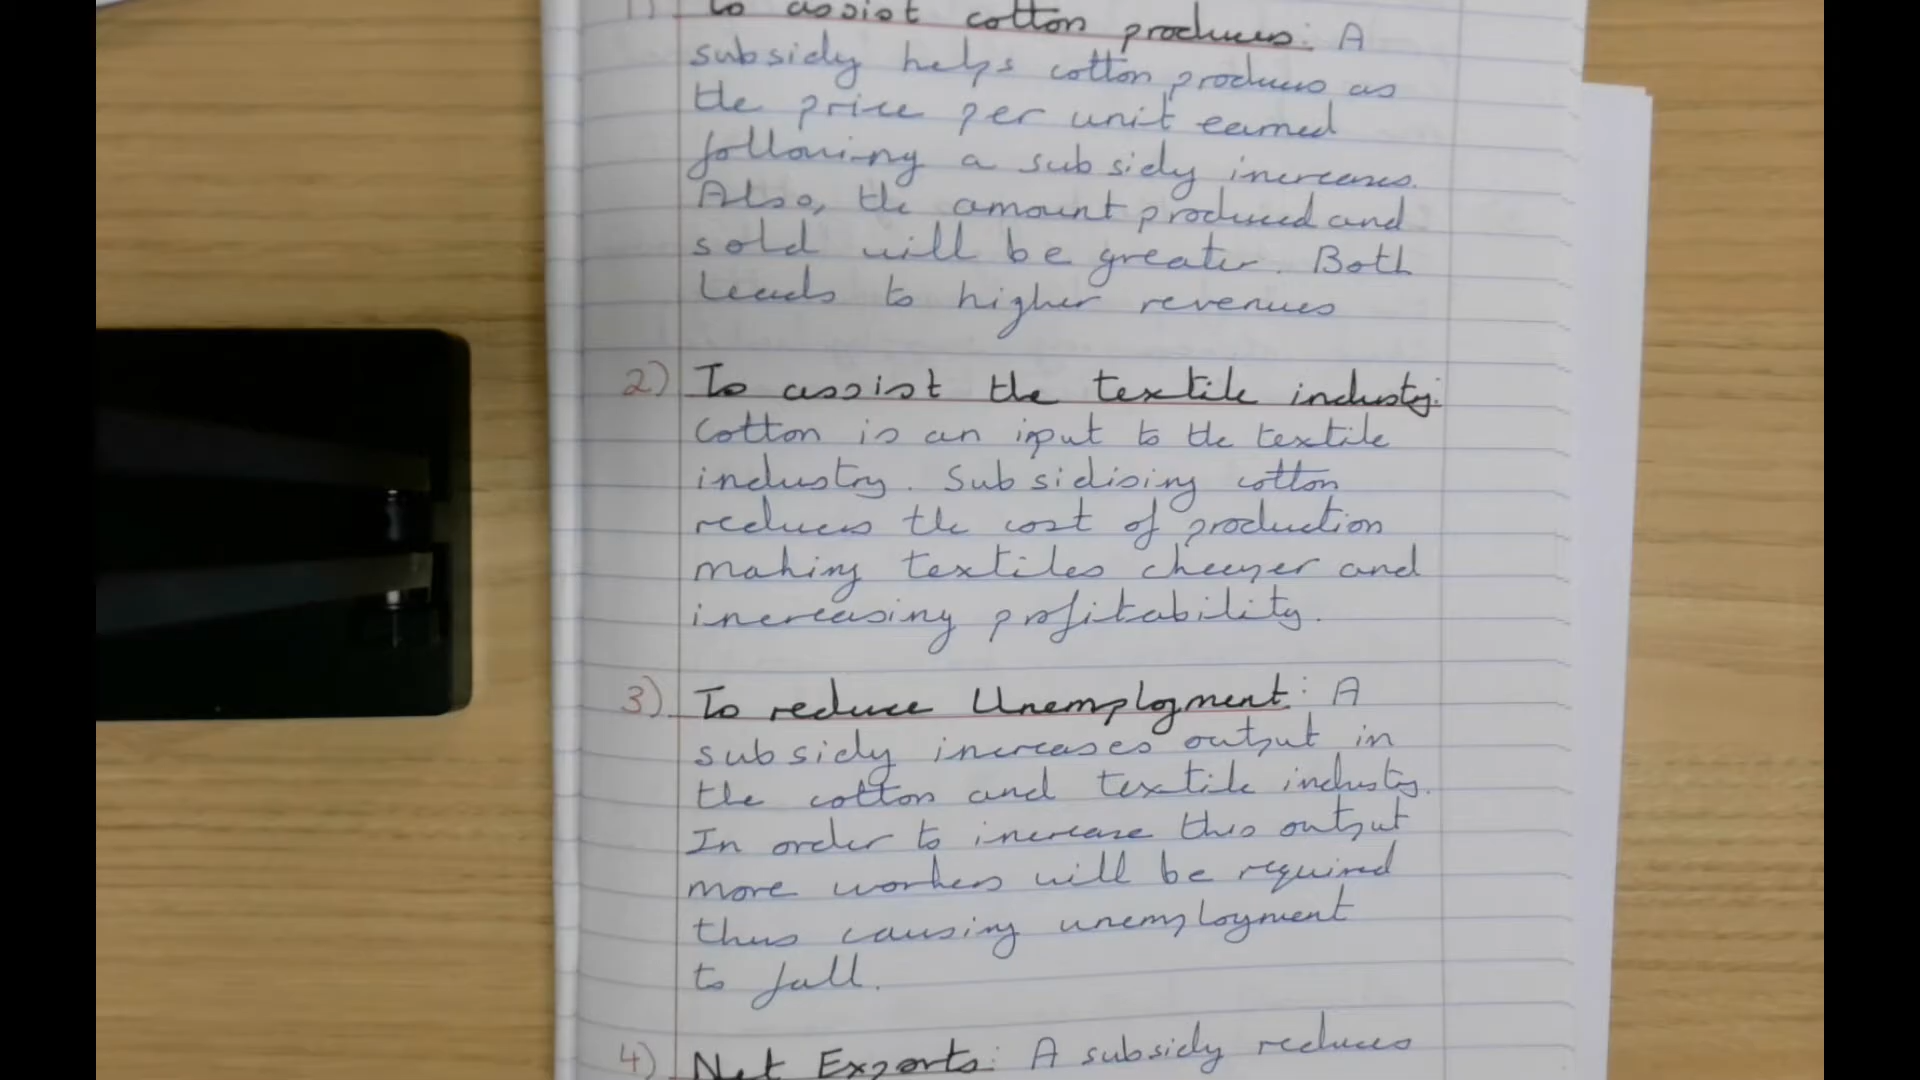 1) To assist cotton producers: A
subsidy helps cotton producers as
the price per unit earned
following a subsidy increases.
Also, the amount produced and
sold will be greater. Both
leads to higher revenues
2) To assist the textile industry:
Cotton is an input to the textile
industry. Subsidising cotton
reduces the cost of production
making textiles cheaper and
increasing profitability.
3) To reduce Unemployment: A
subsidy increases output in
the cotton and textile industry.
In order to increase this output
more workers will be required
thus causing unemployment
to fall.
4) Net Exports: A subsidy reduces